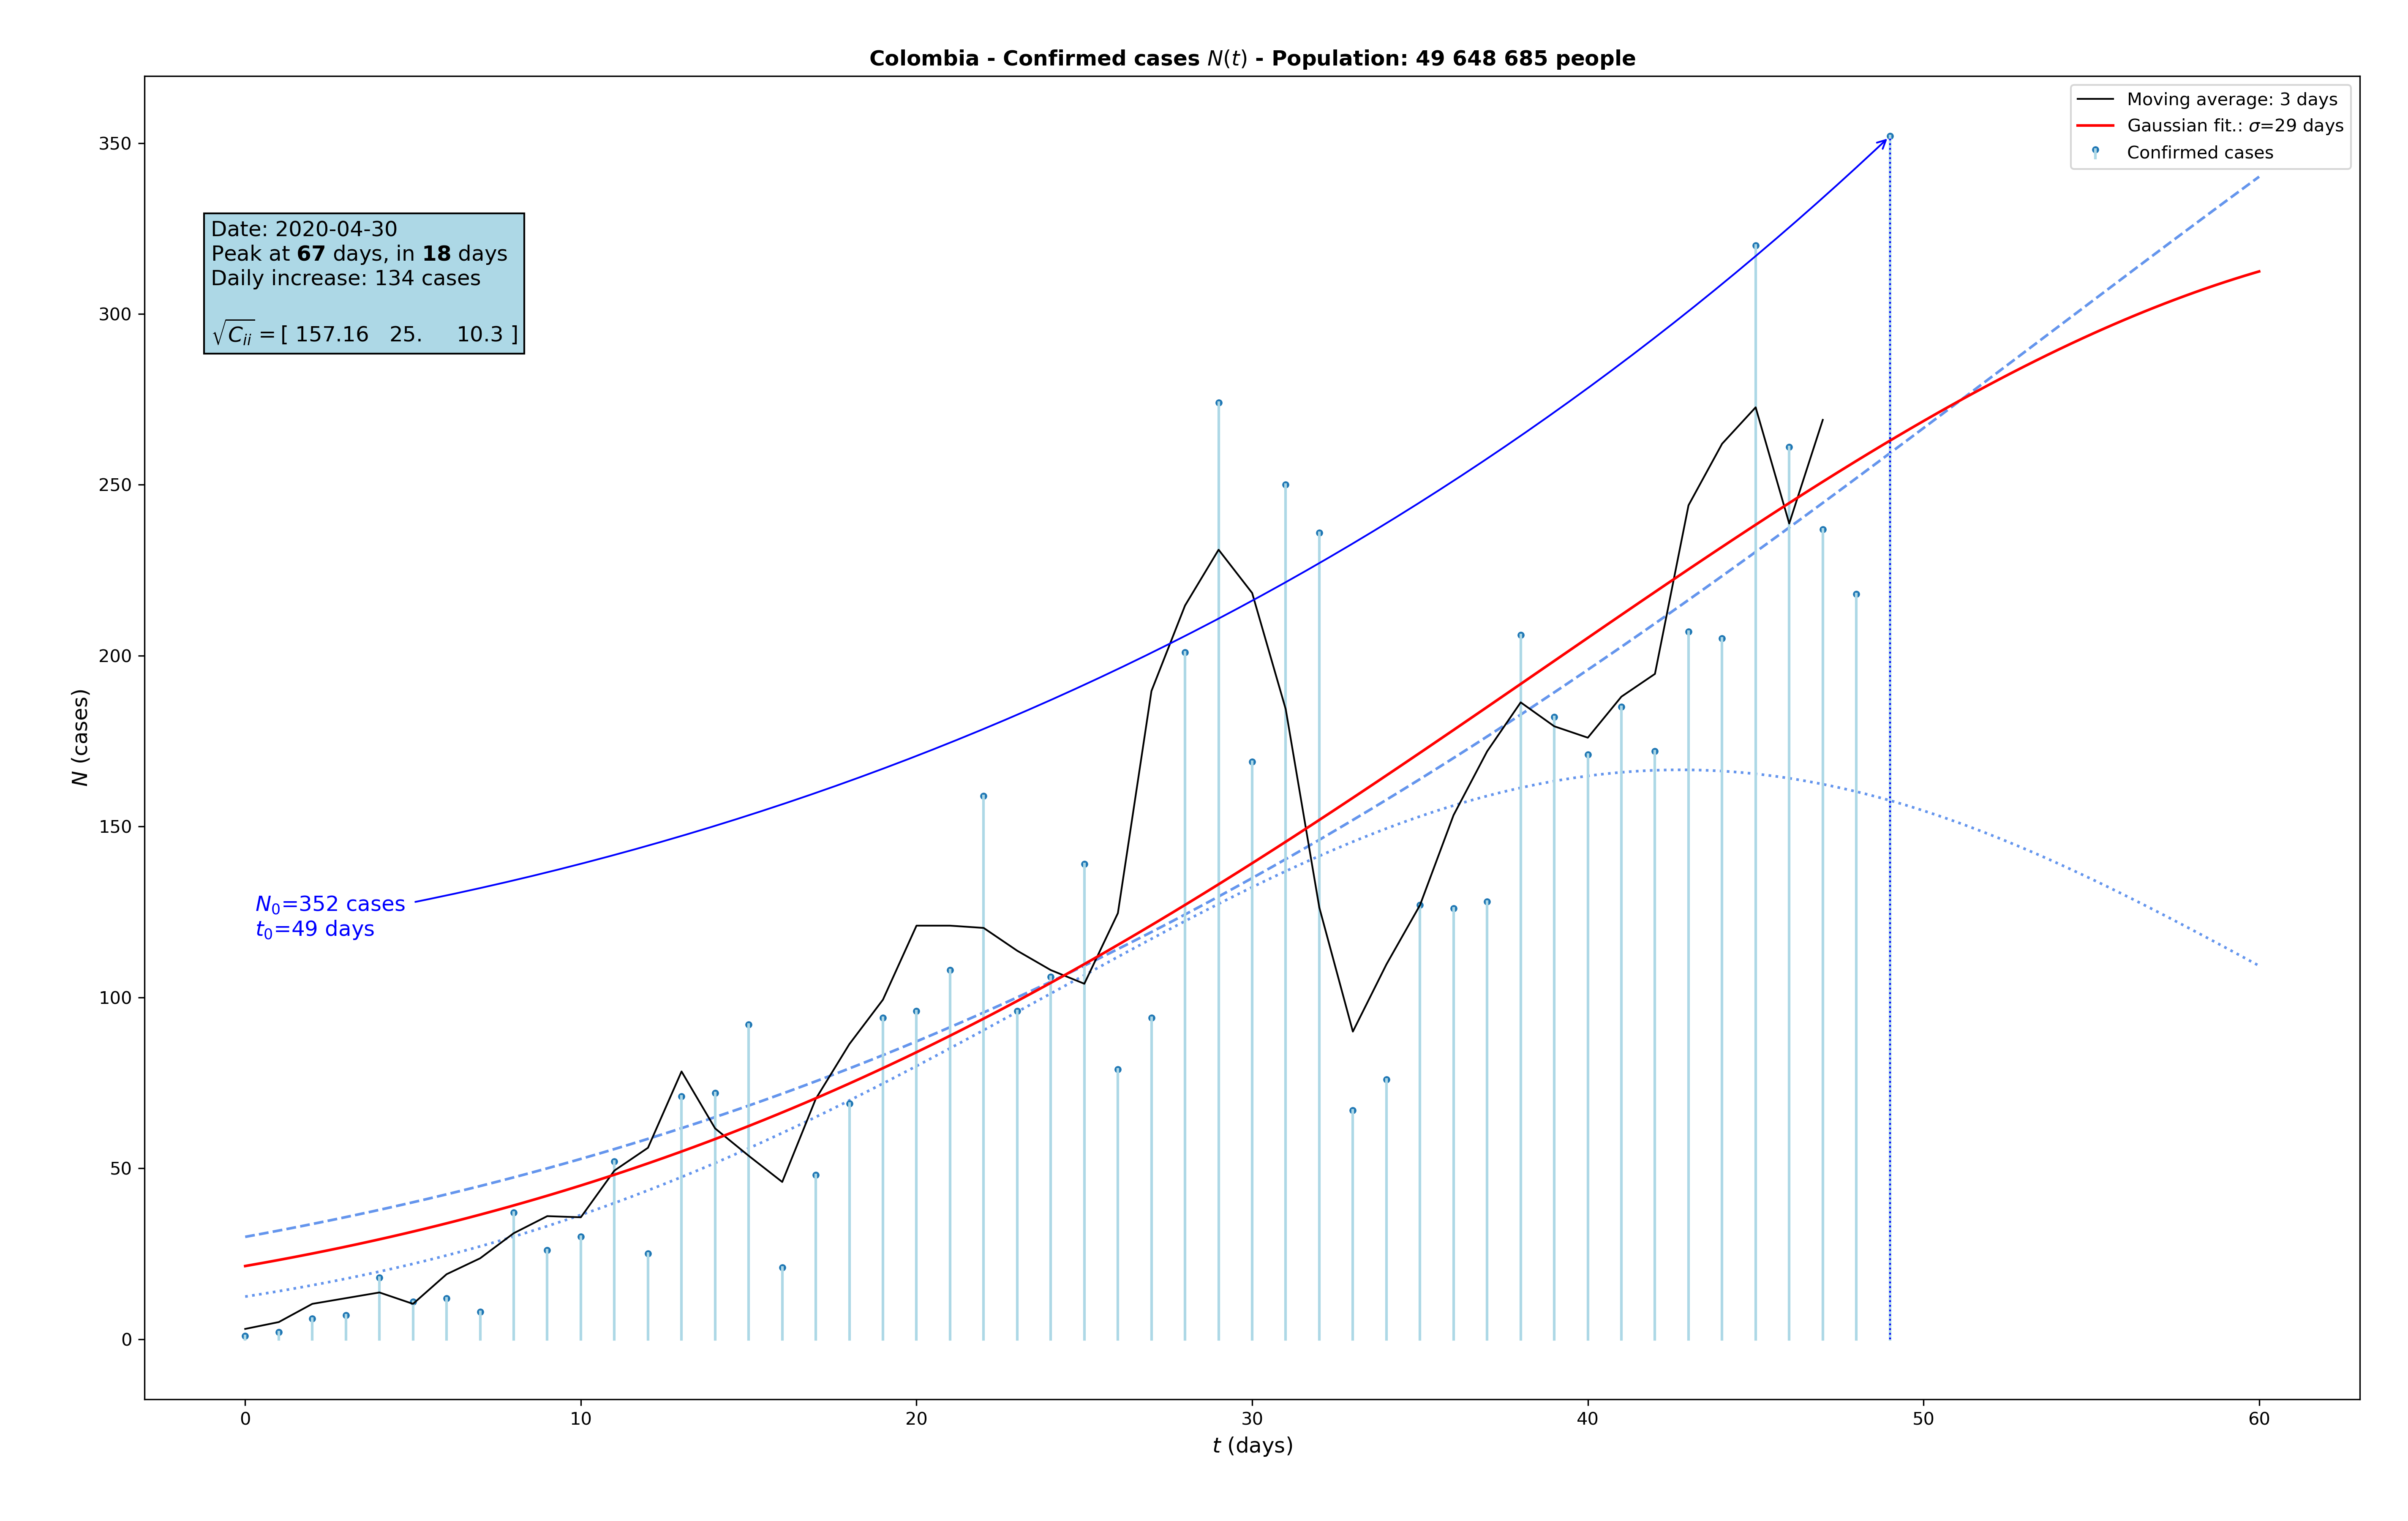 Colombia - Confirmed cases N(t) - Population: 49 648 685 people
Moving average: 3 days
Gaussian fit.: σ=29 days
Confirmed cases
Date: 2020-04-30
Peak at 67 days, in 18 days
Daily increase: 134 cases
√C_ii = [ 157.16 25. 10.3 ]
N₀=352 cases
t₀=49 days
N (cases)
350
300
250
200
150
100
50
0
0 10 20 30 40 50 60
t (days)